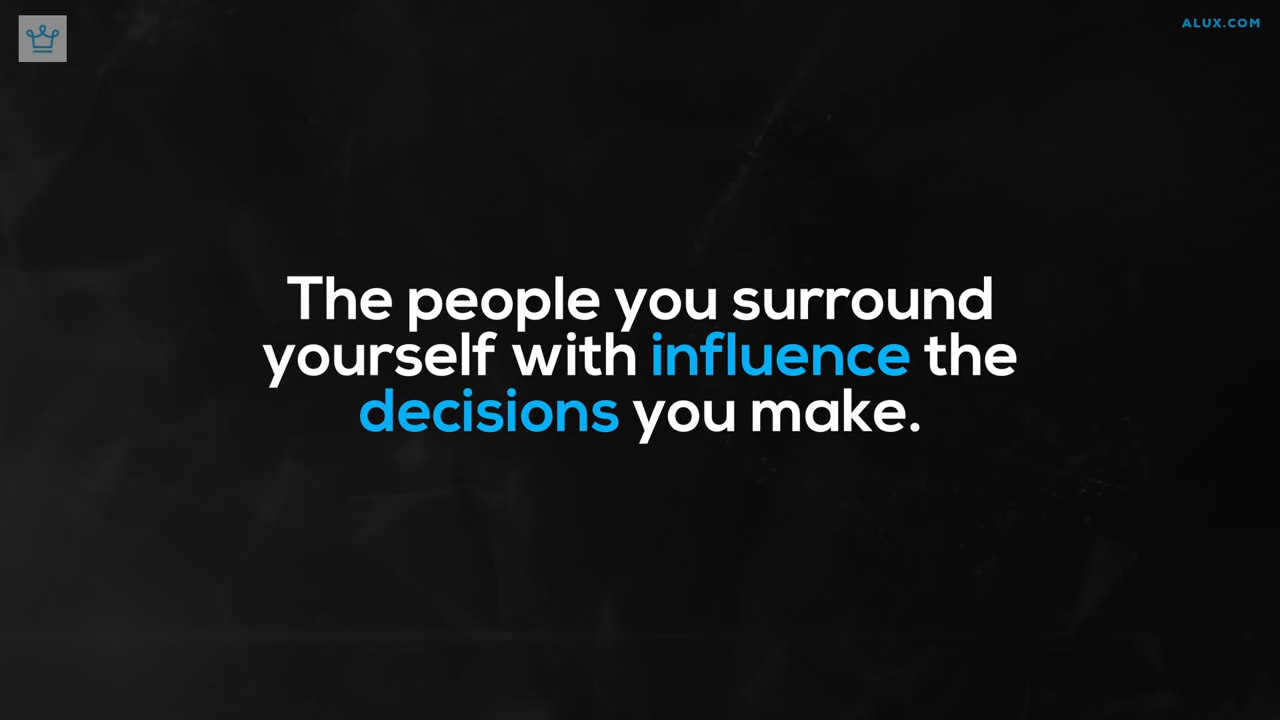 ALUX.COM
The people you surround
yourself with influence the
decisions you make.